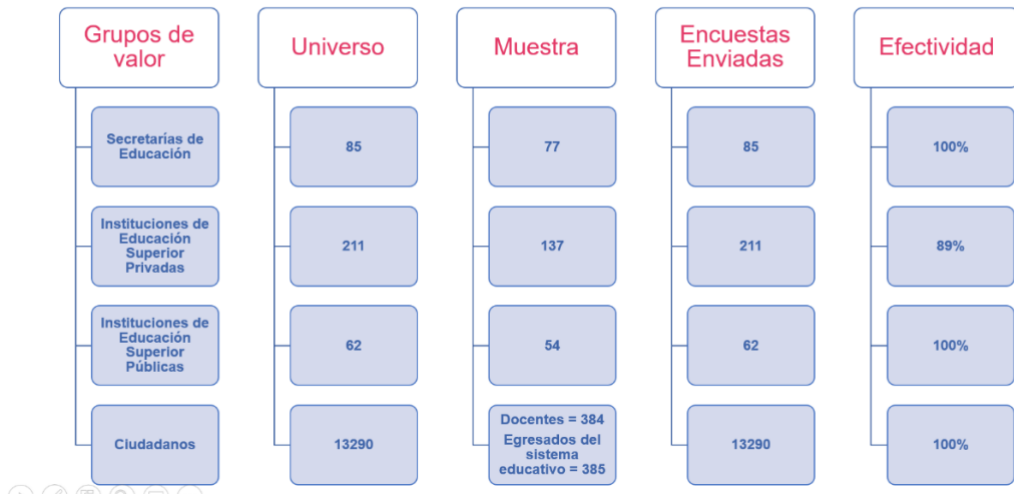 Grupos de
valor
Universo
Muestra
Encuestas
Enviadas
Efectividad
Secretarías de
Educación
85
77
85
100%
Instituciones de
Educación
Superior
Privadas
211
137
211
89%
Instituciones de
Educación
Superior
Públicas
62
54
62
100%
Ciudadanos
13290
Docentes = 384
Egresados del
sistema
educativo = 385
13290
100%